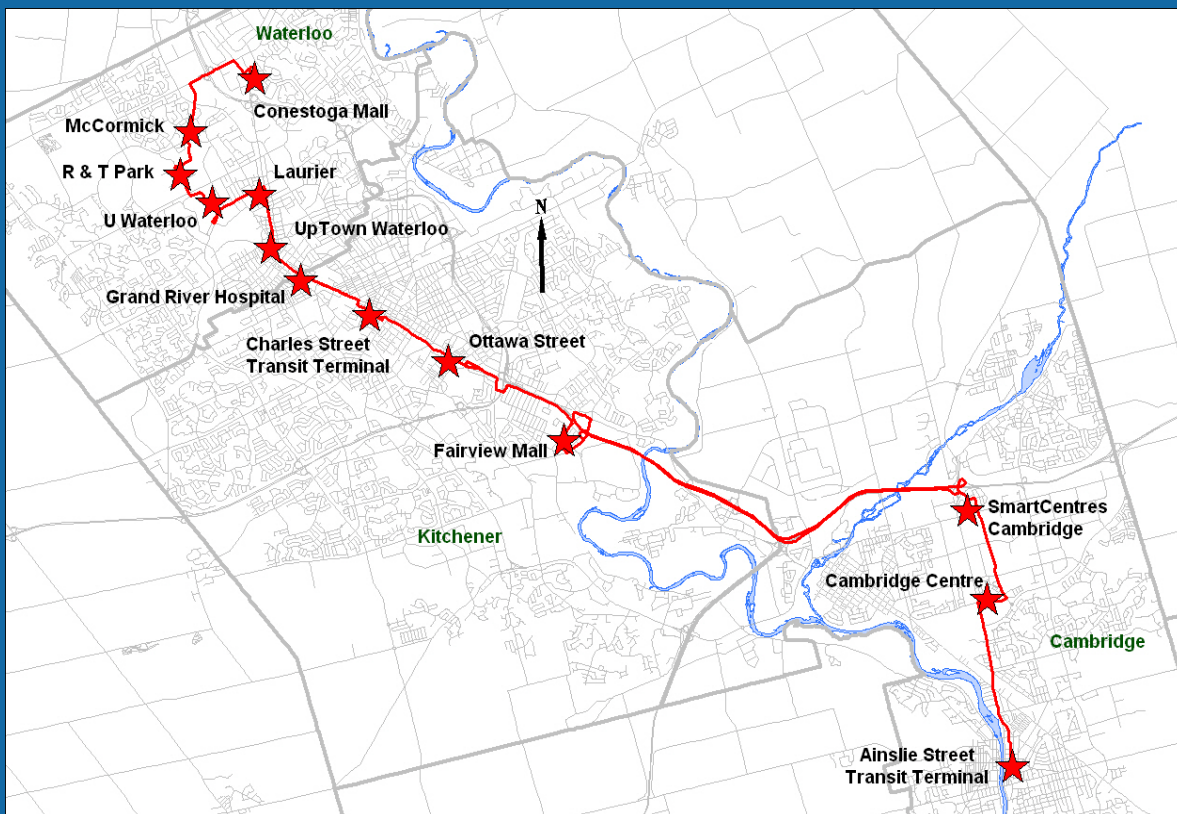 Waterloo
Conestoga Mall
McCormick
R & T Park
Laurier
U Waterloo
N
UpTown Waterloo
Grand River Hospital
Charles Street
Transit Terminal
Ottawa Street
Fairview Mall
SmartCentres
Cambridge
Kitchener
Cambridge Centre
Cambridge
Ainslie Street
Transit Terminal